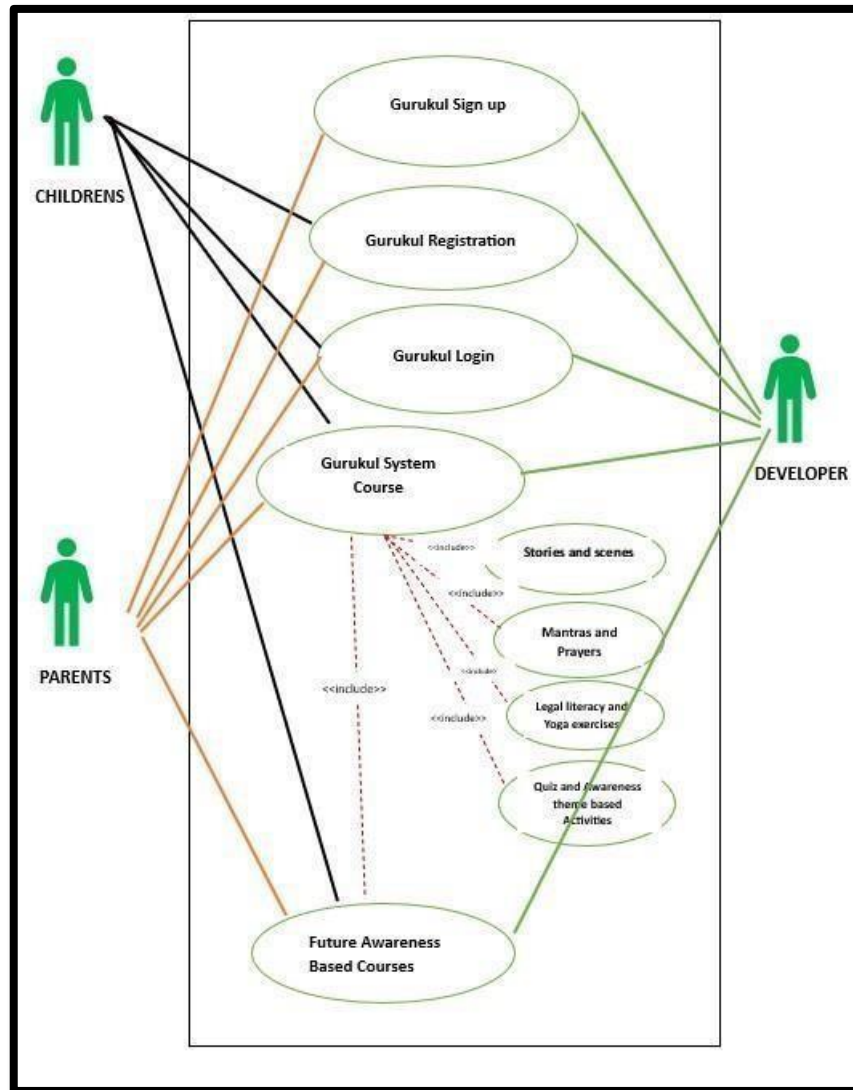 Gurukul Sign up
CHILDRENS
Gurukul Registration
Gurukul Login
Gurukul System
Course
DEVELOPER
<<include>>
Stories and scenes
<<include>>
Mantras and
Prayers
PARENTS
<<include>>
<<include>>
Legal literacy and
Yoga exercises
<<include>>
Quiz and Awareness
theme based
Activities
Future Awareness
Based Courses